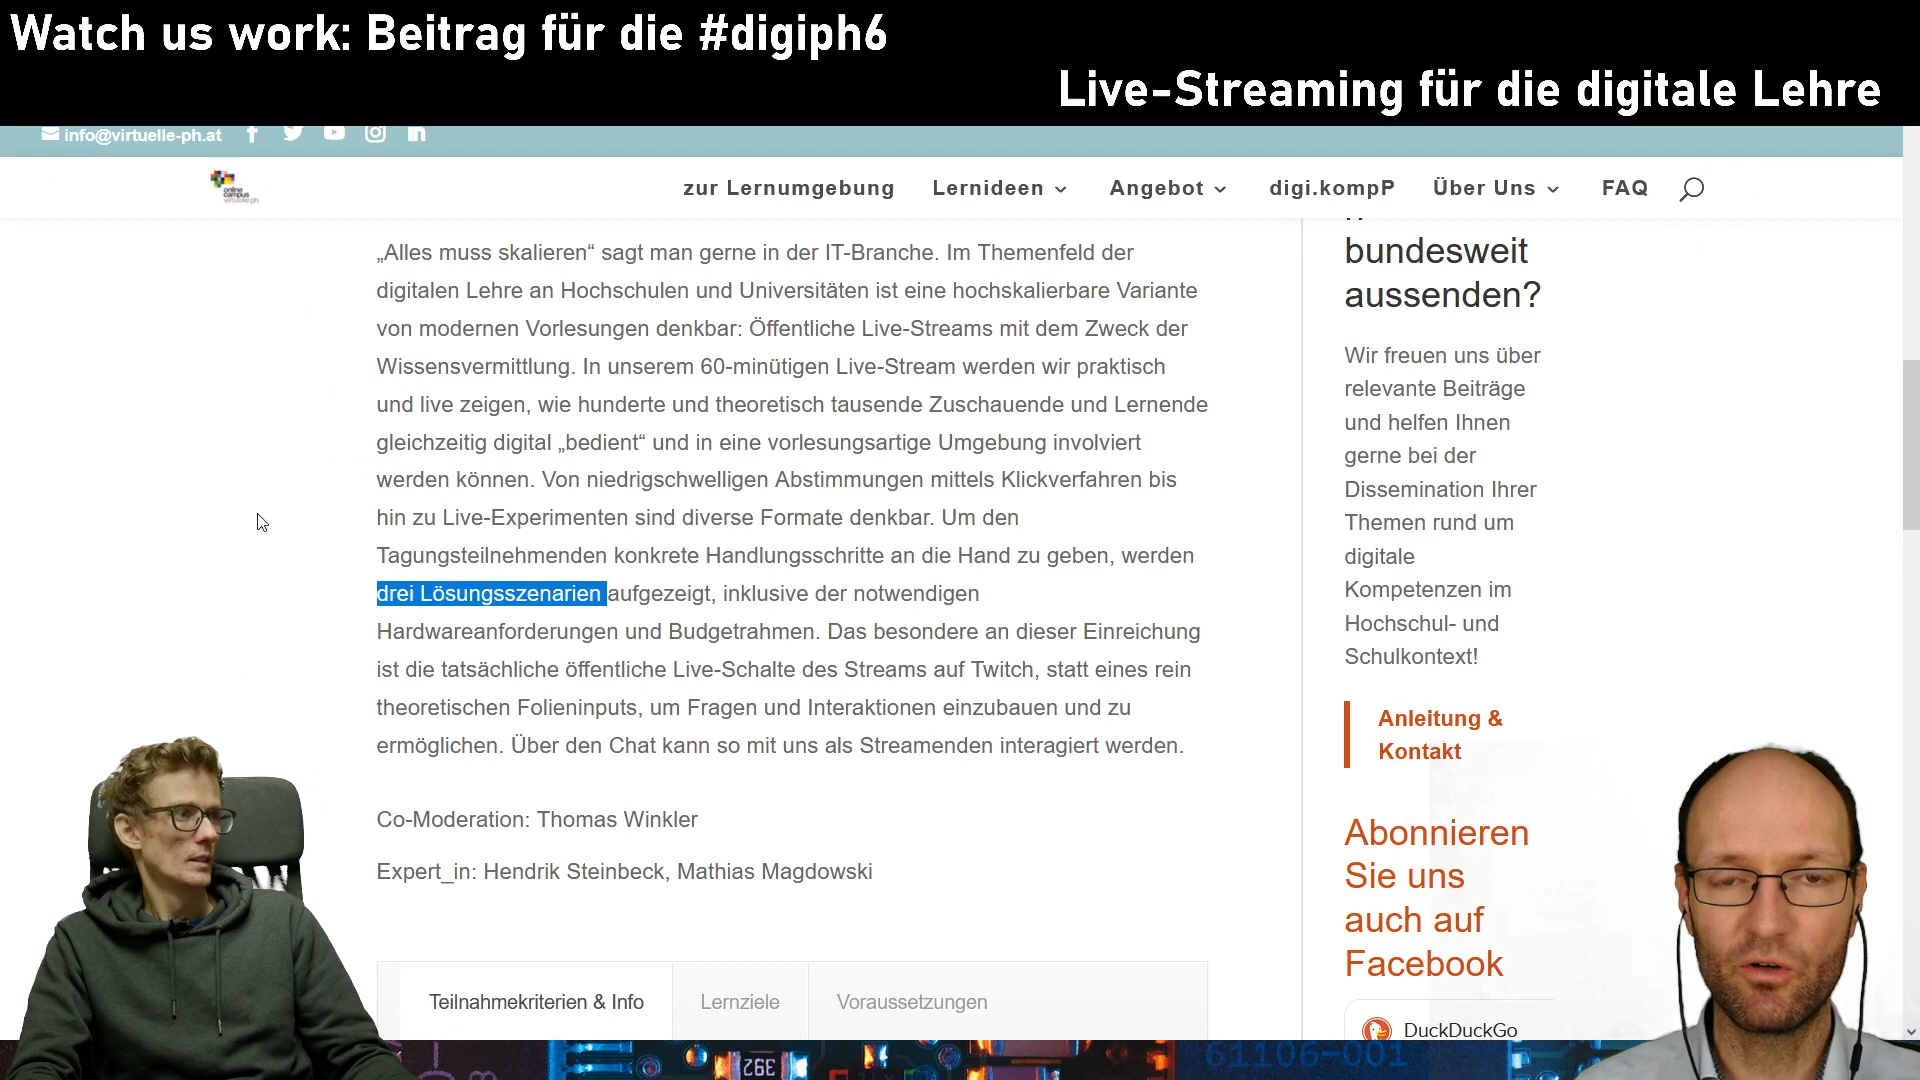 Watch us work: Beitrag für die #digiph6
Live-Streaming für die digitale Lehre
info@virtuelle-ph.at
online
campus
virtuelle ph
zur Lernumgebung Lernideen Angebot digi.kompP Über Uns FAQ
„Alles muss skalieren“ sagt man gerne in der IT-Branche. Im Themenfeld der
digitalen Lehre an Hochschulen und Universitäten ist eine hochskalierbare Variante
von modernen Vorlesungen denkbar: Öffentliche Live-Streams mit dem Zweck der
Wissensvermittlung. In unserem 60-minütigen Live-Stream werden wir praktisch
und live zeigen, wie hunderte und theoretisch tausende Zuschauende und Lernende
gleichzeitig digital „bedient“ und in eine vorlesungsartige Umgebung involviert
werden können. Von niedrigschwelligen Abstimmungen mittels Klickverfahren bis
hin zu Live-Experimenten sind diverse Formate denkbar. Um den
Tagungsteilnehmenden konkrete Handlungsschritte an die Hand zu geben, werden
drei Lösungsszenarien aufgezeigt, inklusive der notwendigen
Hardwareanforderungen und Budgetrahmen. Das besondere an dieser Einreichung
ist die tatsächliche öffentliche Live-Schalte des Streams auf Twitch, statt eines rein
theoretischen Folieninputs, um Fragen und Interaktionen einzubauen und zu
ermöglichen. Über den Chat kann so mit uns als Streamenden interagiert werden.
Co-Moderation: Thomas Winkler
Expert_in: Hendrik Steinbeck, Mathias Magdowski
Teilnahmekriterien & Info Lernziele Voraussetzungen
bundesweit
aussenden?
Wir freuen uns über
relevante Beiträge
und helfen Ihnen
gerne bei der
Dissemination Ihrer
Themen rund um
digitale
Kompetenzen im
Hochschul- und
Schulkontext!
Anleitung &
Kontakt
Abonnieren
Sie uns
auch auf
Facebook
DuckDuckGo
392
61106-001